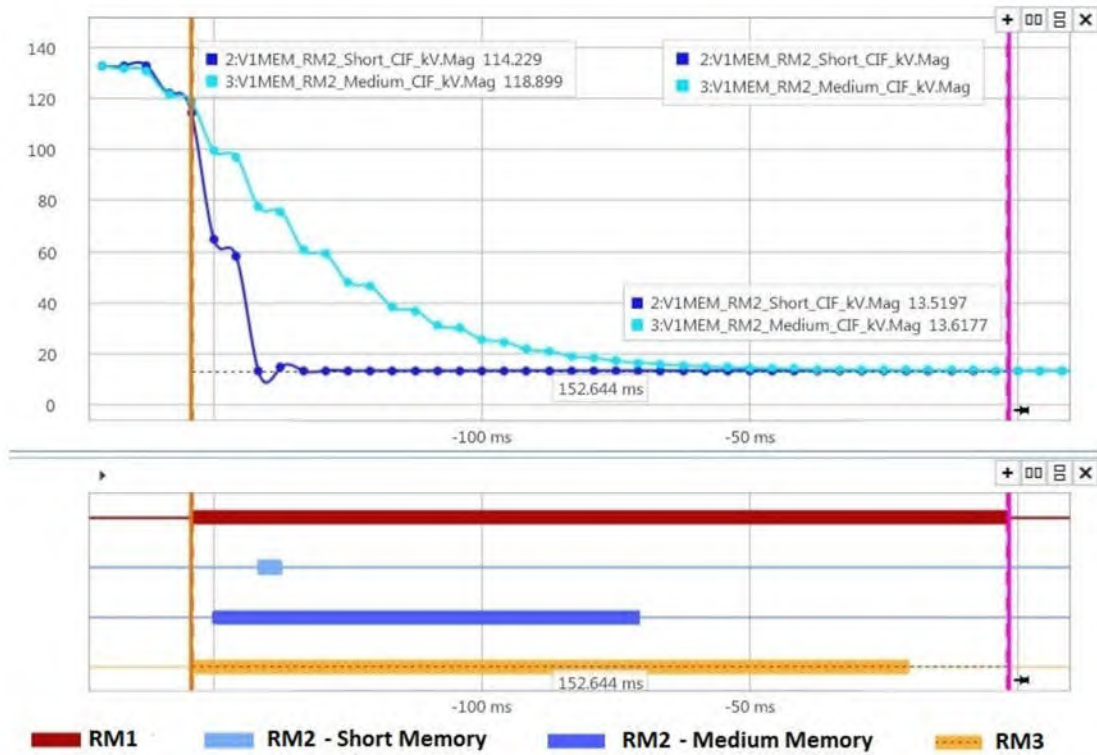 140
2:V1MEM_RM2_Short_CIF_kV.Mag 114.229
3:V1MEM_RM2_Medium_CIF_kV.Mag 118.899
2:V1MEM_RM2_Short_CIF_kV.Mag
3:V1MEM_RM2_Medium_CIF_kV.Mag
120
100
80
60
40
2:V1MEM_RM2_Short_CIF_kV.Mag 13.5197
3:V1MEM_RM2_Medium_CIF_kV.Mag 13.6177
20
152.644 ms
0
-100 ms -50 ms
152.644 ms
-100 ms -50 ms
RM1 RM2 - Short Memory RM2 - Medium Memory RM3